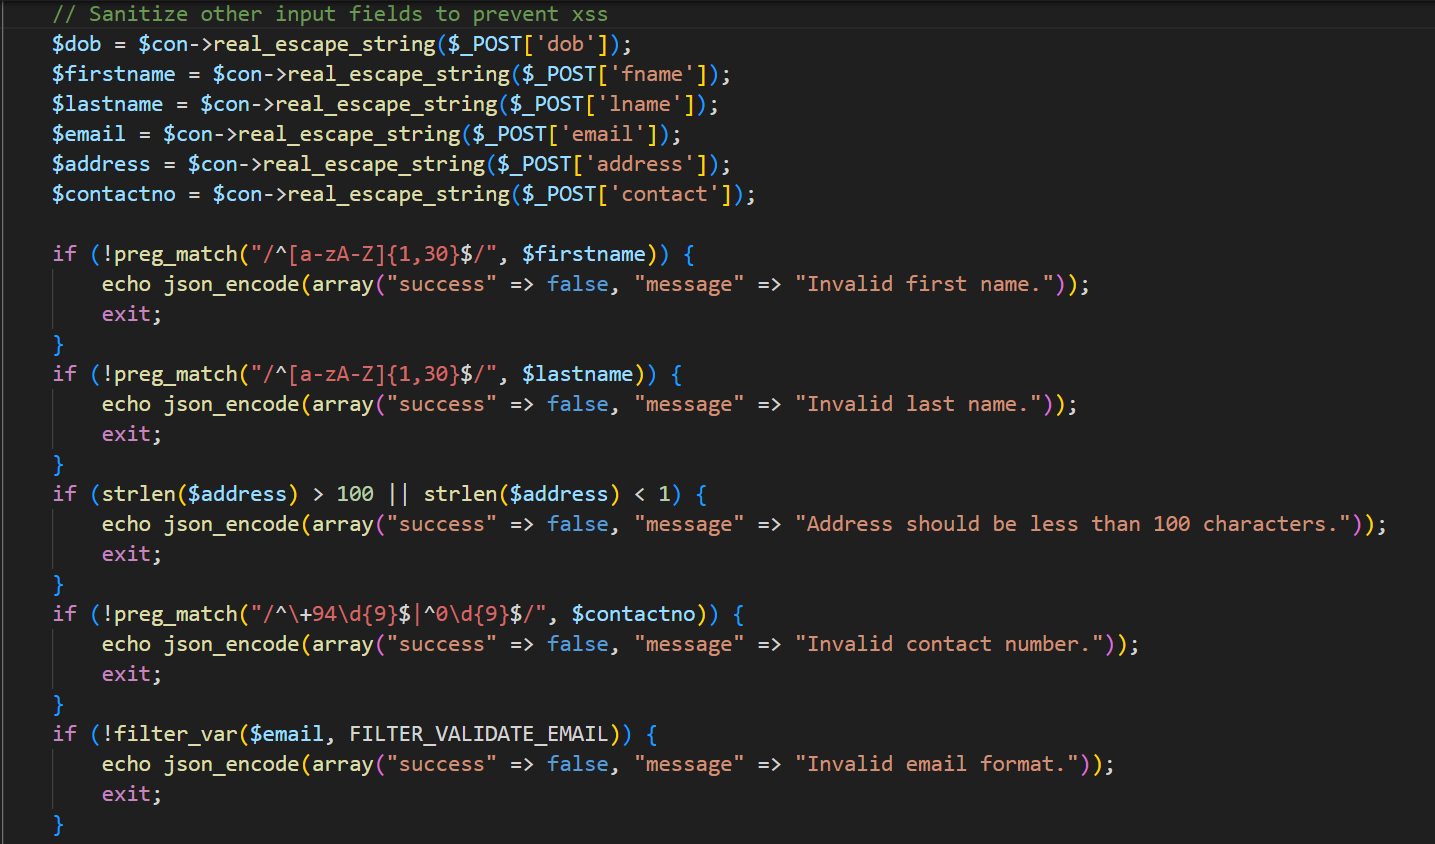 // Sanitize other input fields to prevent xss
$dob = $con->real_escape_string($_POST['dob']);
$firstname = $con->real_escape_string($_POST['fname']);
$lastname = $con->real_escape_string($_POST['lname']);
$email = $con->real_escape_string($_POST['email']);
$address = $con->real_escape_string($_POST['address']);
$contactno = $con->real_escape_string($_POST['contact']);

if (!preg_match("/^[a-zA-Z]{1,30}$/", $firstname)) {
    echo json_encode(array("success" => false, "message" => "Invalid first name."));
    exit;
}
if (!preg_match("/^[a-zA-Z]{1,30}$/", $lastname)) {
    echo json_encode(array("success" => false, "message" => "Invalid last name."));
    exit;
}
if (strlen($address) > 100 || strlen($address) < 1) {
    echo json_encode(array("success" => false, "message" => "Address should be less than 100 characters."));
    exit;
}
if (!preg_match("/^\+94\d{9}$|^0\d{9}$/", $contactno)) {
    echo json_encode(array("success" => false, "message" => "Invalid contact number."));
    exit;
}
if (!filter_var($email, FILTER_VALIDATE_EMAIL)) {
    echo json_encode(array("success" => false, "message" => "Invalid email format."));
    exit;
}